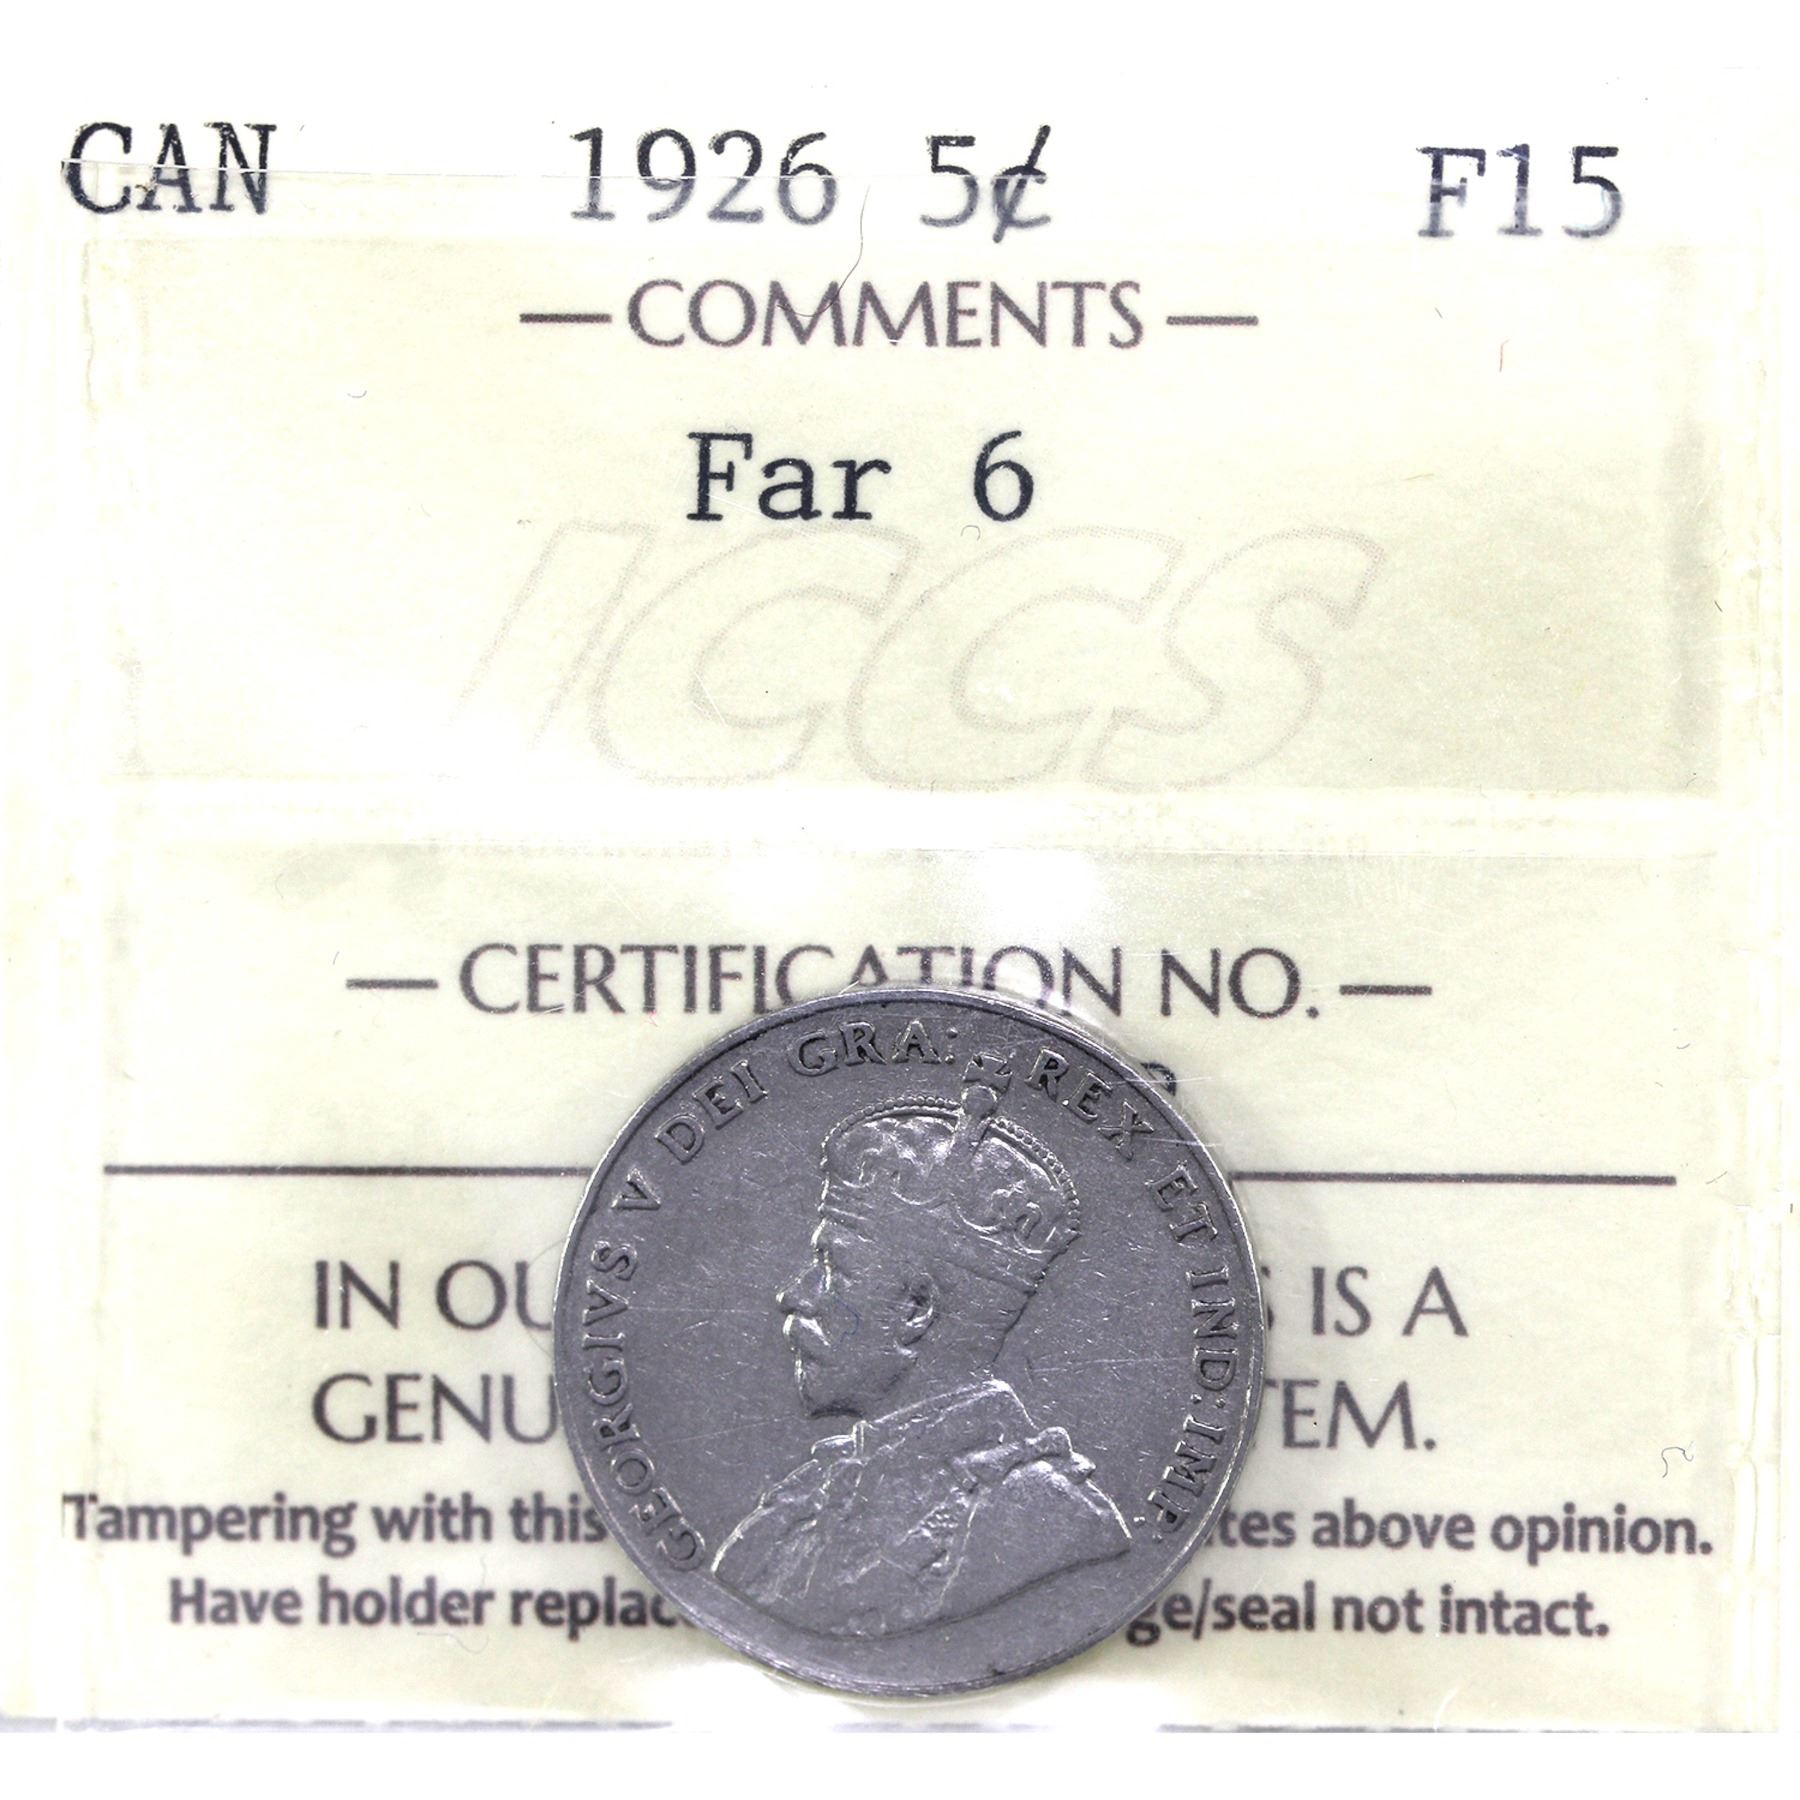 CAN 1926 5¢ F15
— COMMENTS —
Far 6
ICCS
— CERTIFICATION NO. —
GEORGIVS V DEI GRA: REX ET IND: IMP:
IN OU IS A
GENU TEM.
Tampering with this tes above opinion.
Have holder replac ge/seal not intact.